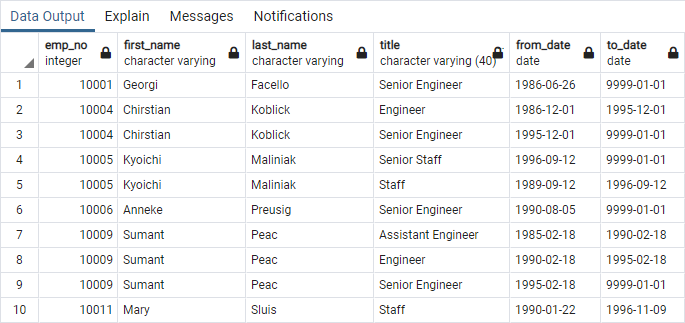 Data Output Explain Messages Notifications
emp_no first_name last_name title from_date to_date
integer character varying character varying character varying (40) date date
1 10001 Georgi Facello Senior Engineer 1986-06-26 9999-01-01
2 10004 Chirstian Koblick Engineer 1986-12-01 1995-12-01
3 10004 Chirstian Koblick Senior Engineer 1995-12-01 9999-01-01
4 10005 Kyoichi Maliniak Senior Staff 1996-09-12 9999-01-01
5 10005 Kyoichi Maliniak Staff 1989-09-12 1996-09-12
6 10006 Anneke Preusig Senior Engineer 1990-08-05 9999-01-01
7 10009 Sumant Peac Assistant Engineer 1985-02-18 1990-02-18
8 10009 Sumant Peac Engineer 1990-02-18 1995-02-18
9 10009 Sumant Peac Senior Engineer 1995-02-18 9999-01-01
10 10011 Mary Sluis Staff 1990-01-22 1996-11-09